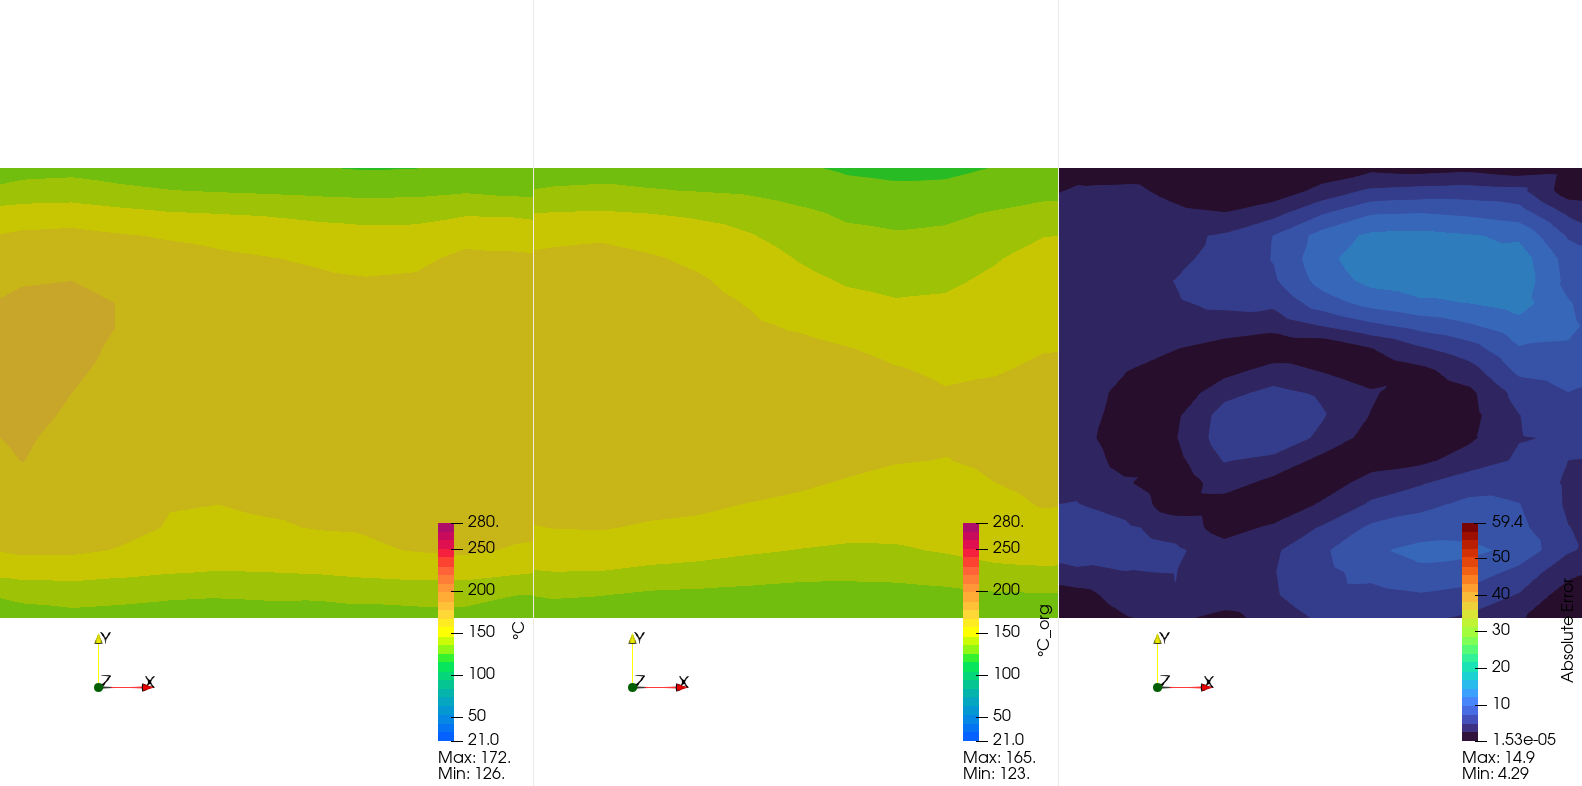 280.
250
200
150
100
50
21.0
°C
Max: 172.
Min: 126.
Y
Z
X
280.
250
200
150
100
50
21.0
°C_org
Max: 165.
Min: 123.
Y
Z
X
59.4
50
40
30
20
10
1.53e-05
Absolute Error
Max: 14.9
Min: 4.29
Y
Z
X